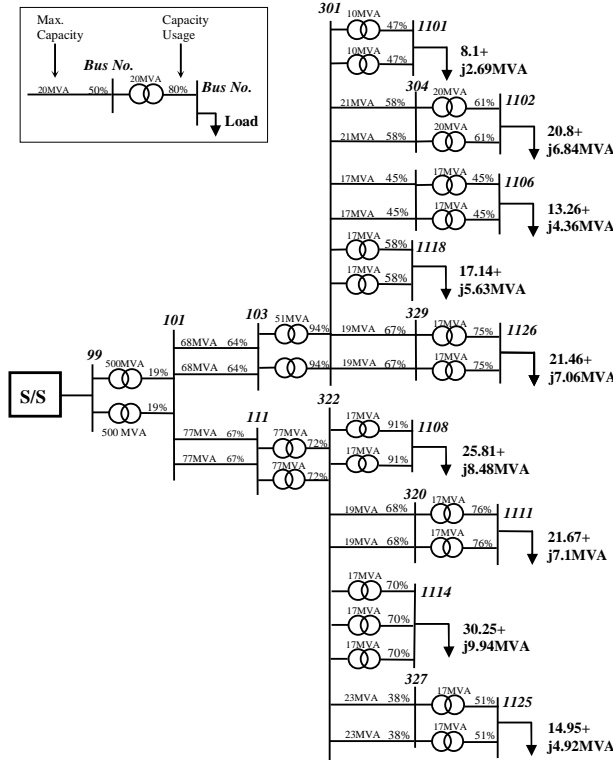 Max.
Capacity
Capacity
Usage
Bus No.
20MVA
50%
20MVA
80%
Bus No.
Load
301
10MVA
47%
1101
10MVA
47%
8.1+
j2.69MVA
304
21MVA
58%
20MVA
61%
1102
21MVA
58%
20MVA
61%
20.8+
j6.84MVA
17MVA
45%
17MVA
45%
1106
17MVA
45%
17MVA
45%
13.26+
j4.36MVA
17MVA
58%
1118
17MVA
58%
17.14+
j5.63MVA
99
101
103
51MVA
94%
329
19MVA
67%
17MVA
75%
1126
68MVA
64%
68MVA
64%
94%
19MVA
67%
17MVA
75%
21.46+
j7.06MVA
S/S
500MVA
19%
19%
500 MVA
322
111
77MVA
67%
77MVA
72%
77MVA
67%
77MVA
72%
17MVA
91%
1108
17MVA
91%
25.81+
j8.48MVA
320
19MVA
68%
17MVA
76%
1111
19MVA
68%
17MVA
76%
21.67+
j7.1MVA
17MVA
70%
1114
17MVA
70%
17MVA
70%
30.25+
j9.94MVA
327
23MVA
38%
17MVA
51%
1125
23MVA
38%
17MVA
51%
14.95+
j4.92MVA